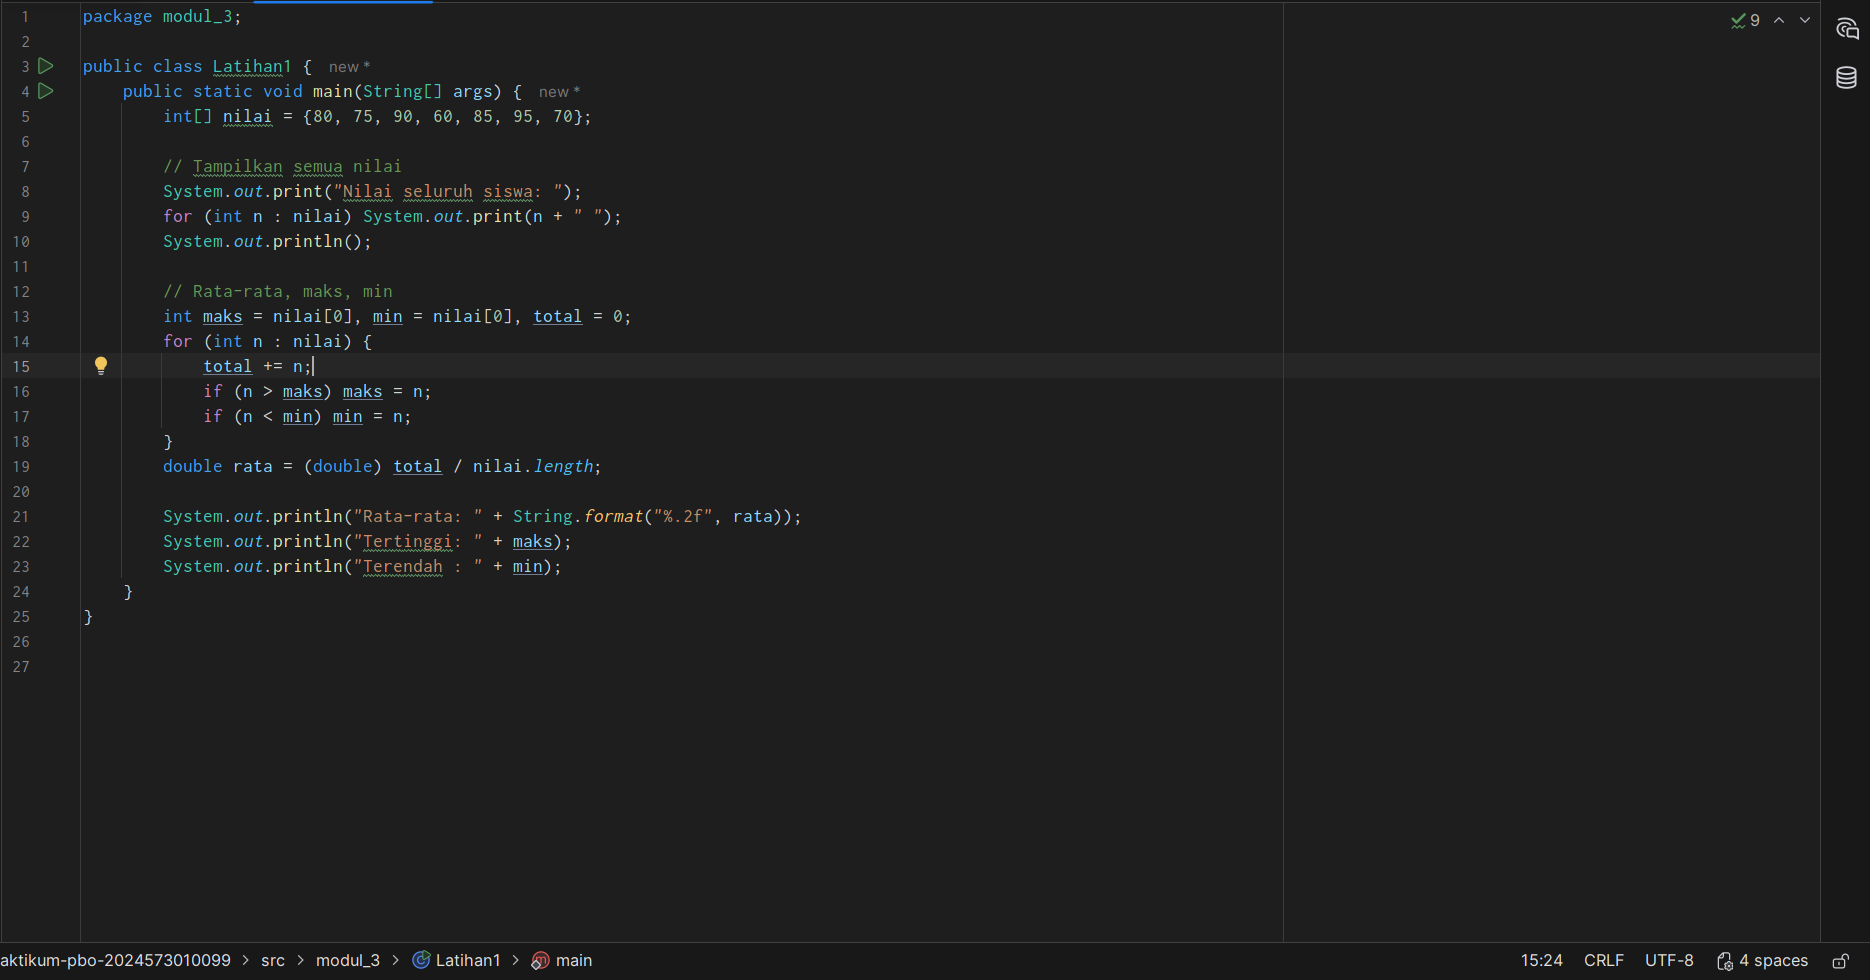 1 package modul_3;
2
3 public class Latihan1 { new *
4 public static void main(String[] args) { new *
5 int[] nilai = {80, 75, 90, 60, 85, 95, 70};
6
7 // Tampilkan semua nilai
8 System.out.print("Nilai seluruh siswa: ");
9 for (int n : nilai) System.out.print(n + " ");
10 System.out.println();
11
12 // Rata-rata, maks, min
13 int maks = nilai[0], min = nilai[0], total = 0;
14 for (int n : nilai) {
15 total += n;
16 if (n > maks) maks = n;
17 if (n < min) min = n;
18 }
19 double rata = (double) total / nilai.length;
20
21 System.out.println("Rata-rata: " + String.format("%.2f", rata));
22 System.out.println("Tertinggi: " + maks);
23 System.out.println("Terendah : " + min);
24 }
25 }
26
27
9
aktikum-pbo-2024573010099 > src > modul_3 > Latihan1 > main 15:24 CRLF UTF-8 4 spaces